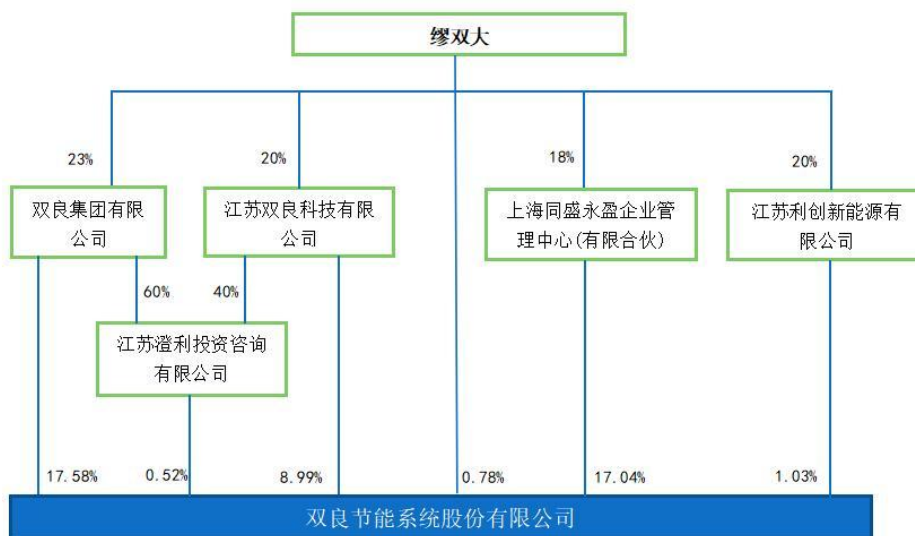 缪双大
23%
20%
18%
20%
双良集团有限
公司
江苏双良科技有限
公司
上海同盛永盈企业管
理中心(有限合伙)
江苏利创新能源有
限公司
60%
40%
江苏澄利投资咨询
有限公司
17.58%
0.52%
8.99%
0.78%
17.04%
1.03%
双良节能系统股份有限公司